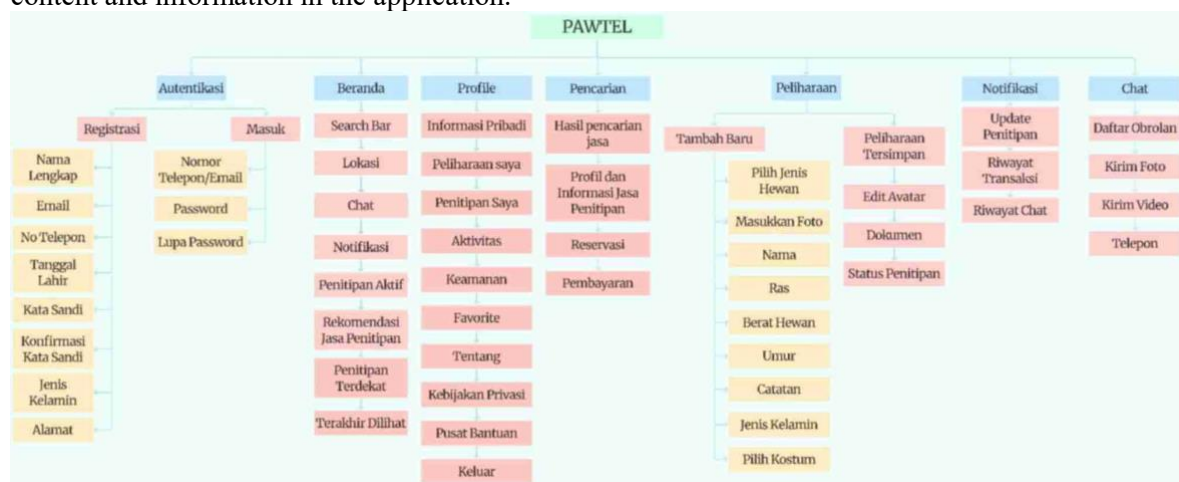 content and information in the application.
PAWTEL
Autentikasi
Registrasi
Nama
Lengkap
Email
No Telepon
Tanggal
Lahir
Kata Sandi
Konfirmasi
Kata Sandi
Jenis
Kelamin
Alamat
Masuk
Nomor
Telepon/Email
Password
Lupa Password
Beranda
Search Bar
Lokasi
Chat
Notifikasi
Penitipan Aktif
Rekomendasi
Jasa Penitipan
Penitipan
Terdekat
Terakhir Dilihat
Profile
Informasi Pribadi
Peliharaan saya
Penitipan Saya
Aktivitas
Keamanan
Favorite
Tentang
Kebijakan Privasi
Pusat Bantuan
Keluar
Pencarian
Hasil pencarian
jasa
Profil dan
Informasi Jasa
Penitipan
Reservasi
Pembayaran
Peliharaan
Tambah Baru
Pilih Jenis
Hewan
Masukkan Foto
Nama
Ras
Berat Hewan
Umur
Catatan
Jenis Kelamin
Pilih Kostum
Peliharaan
Tersimpan
Edit Avatar
Dokumen
Status Penitipan
Notifikasi
Update
Penitipan
Riwayat
Transaksi
Riwayat Chat
Chat
Daftar Obrolan
Kirim Foto
Kirim Video
Telepon